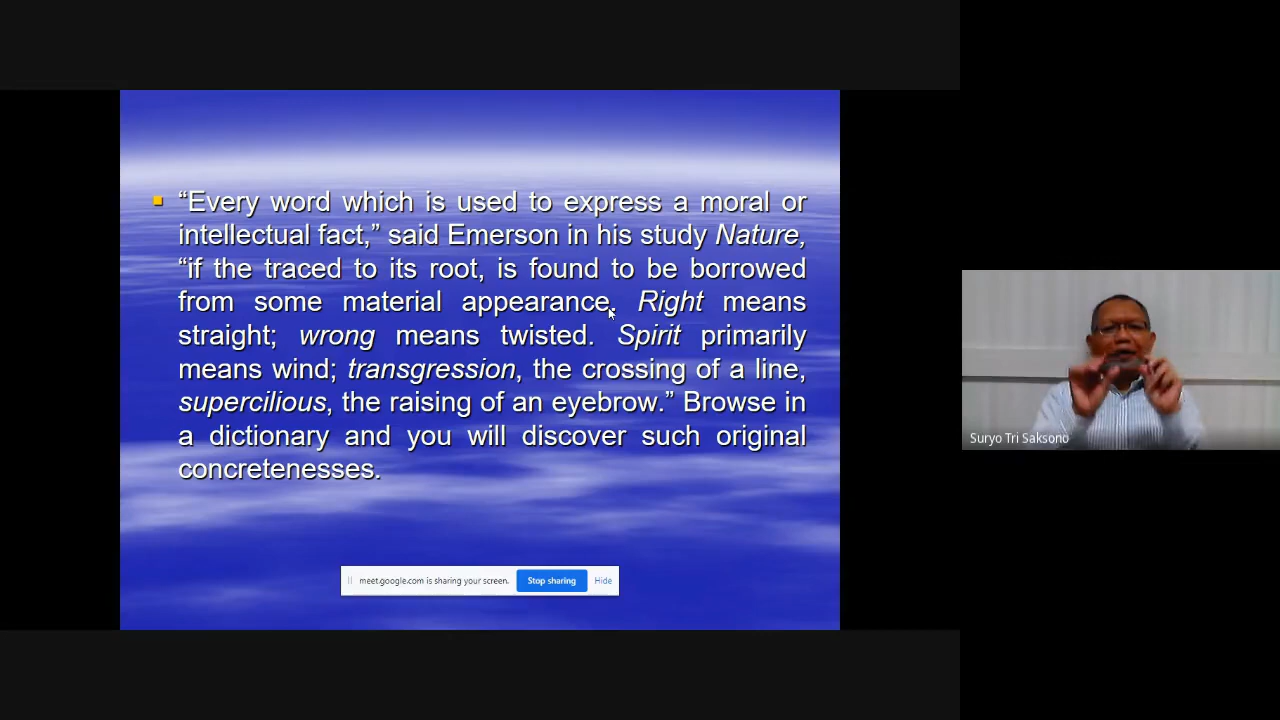 “Every word which is used to express a moral or
intellectual fact,” said Emerson in his study Nature,
“if the traced to its root, is found to be borrowed
from some material appearance. Right means
straight; wrong means twisted. Spirit primarily
means wind; transgression, the crossing of a line,
supercilious, the raising of an eyebrow.” Browse in
a dictionary and you will discover such original
concretenesses.
meet.google.com is sharing your screen.
Stop sharing
Hide
Suryo Tri Saksono